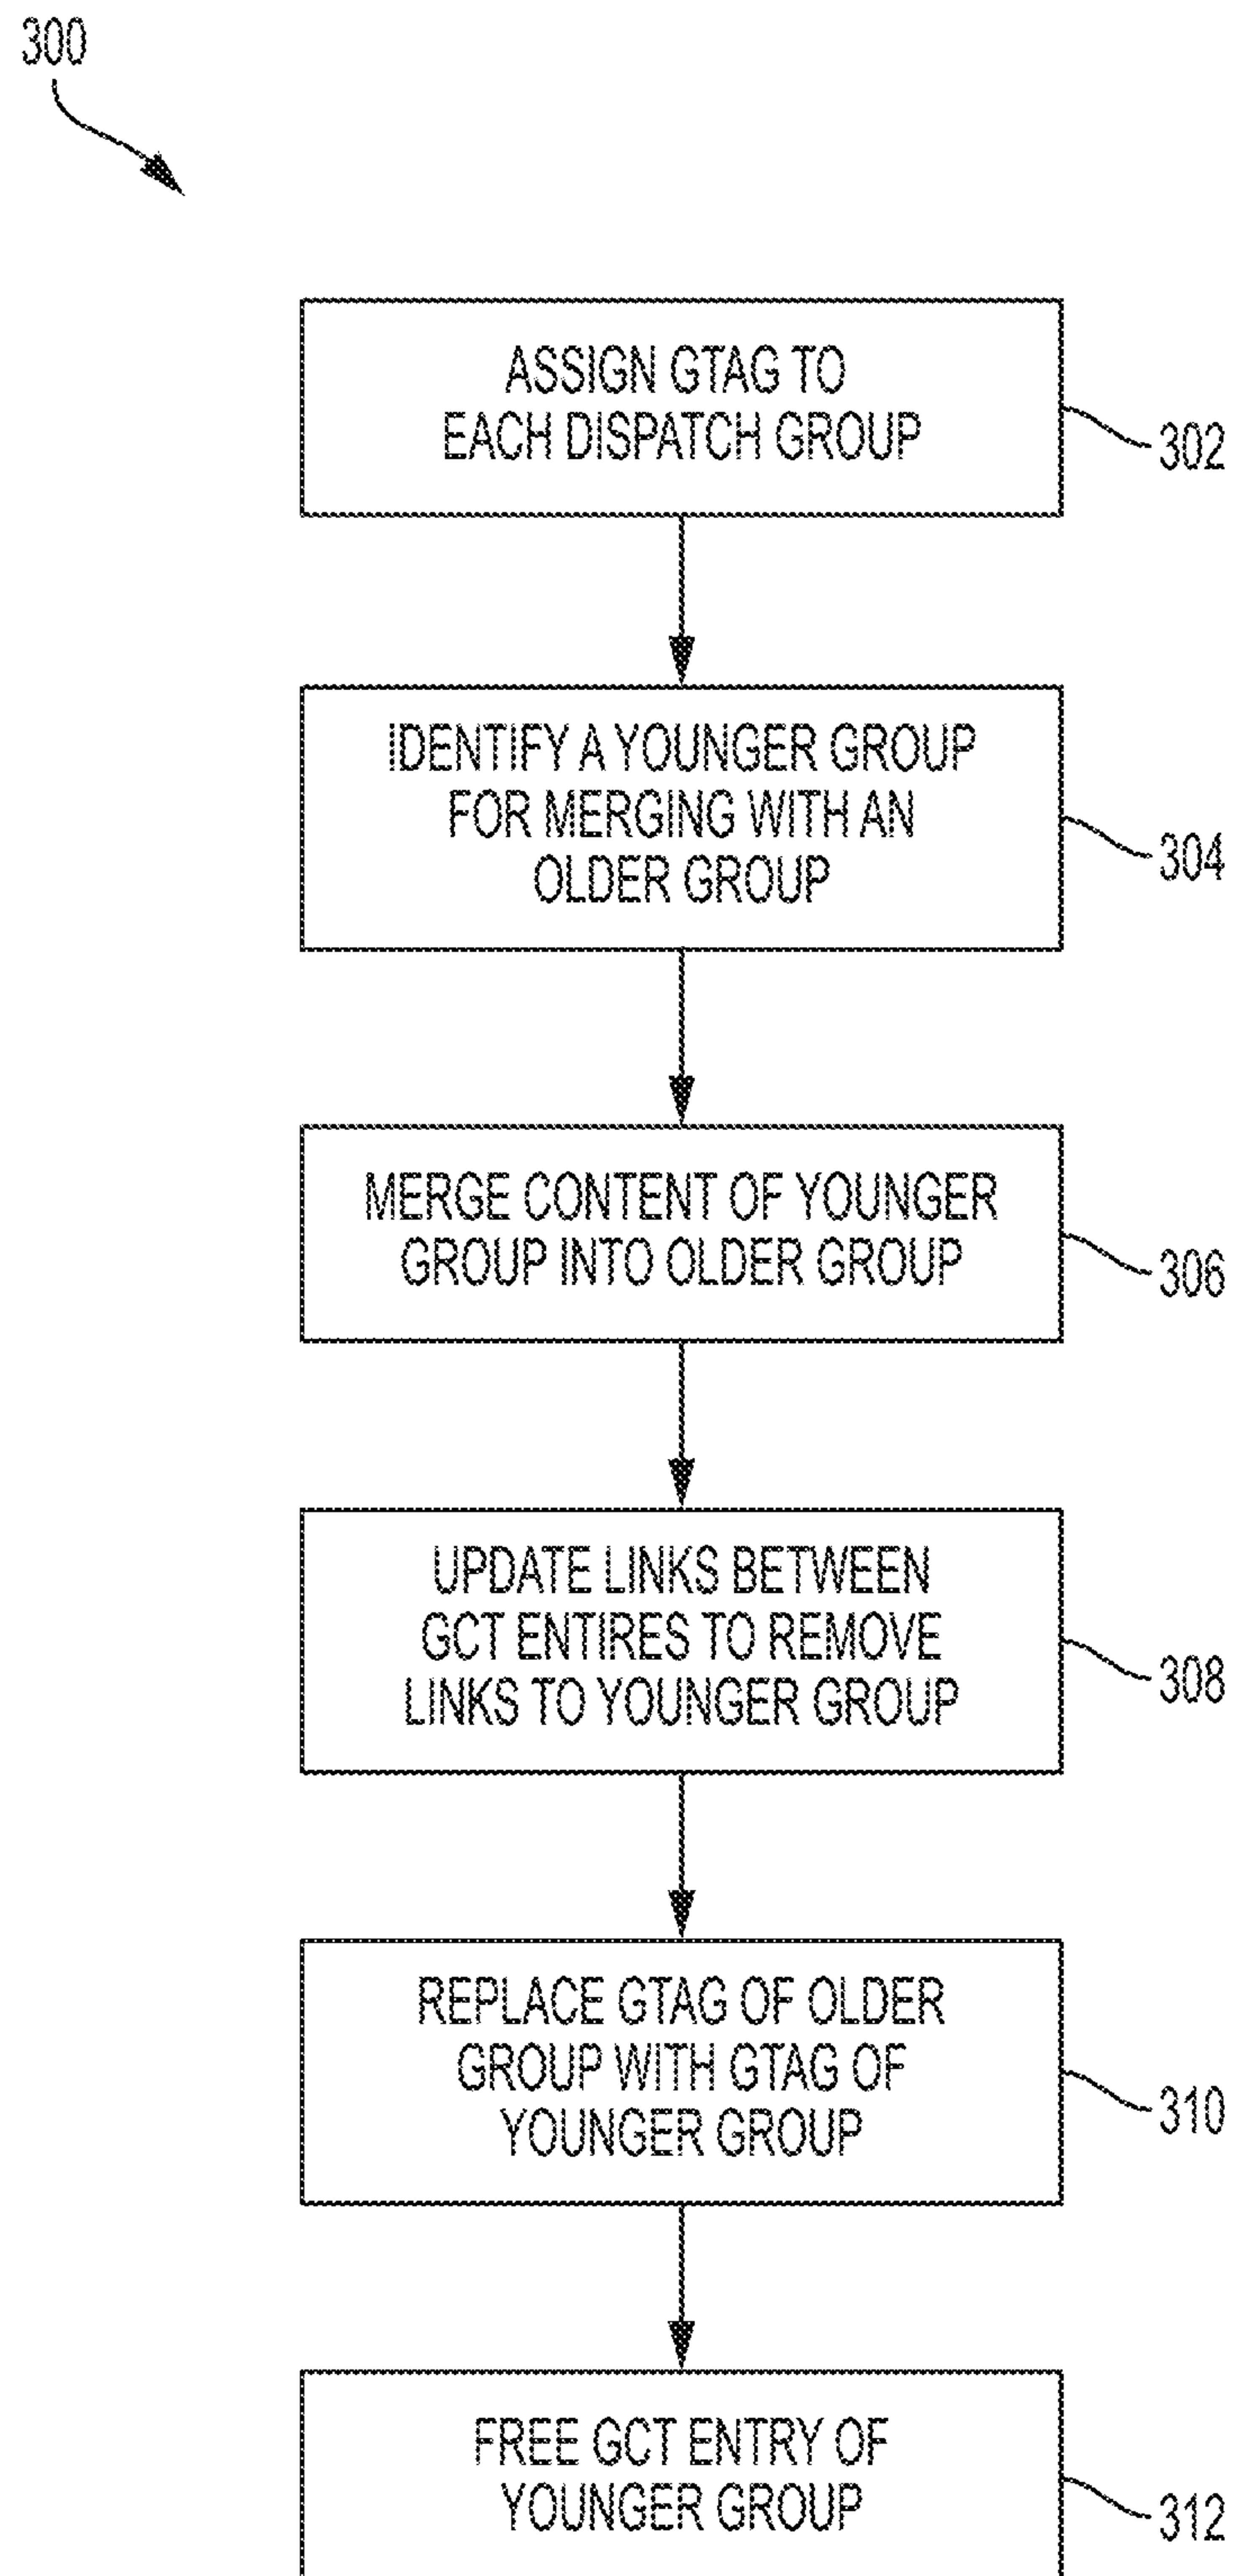 300
ASSIGN GTAG TO
EACH DISPATCH GROUP
302
IDENTIFY A YOUNGER GROUP
FOR MERGING WITH AN
OLDER GROUP
304
MERGE CONTENT OF YOUNGER
GROUP INTO OLDER GROUP
306
UPDATE LINKS BETWEEN
GCT ENTIRES TO REMOVE
LINKS TO YOUNGER GROUP
308
REPLACE GTAG OF OLDER
GROUP WITH GTAG OF
YOUNGER GROUP
310
FREE GCT ENTRY OF
YOUNGER GROUP
312